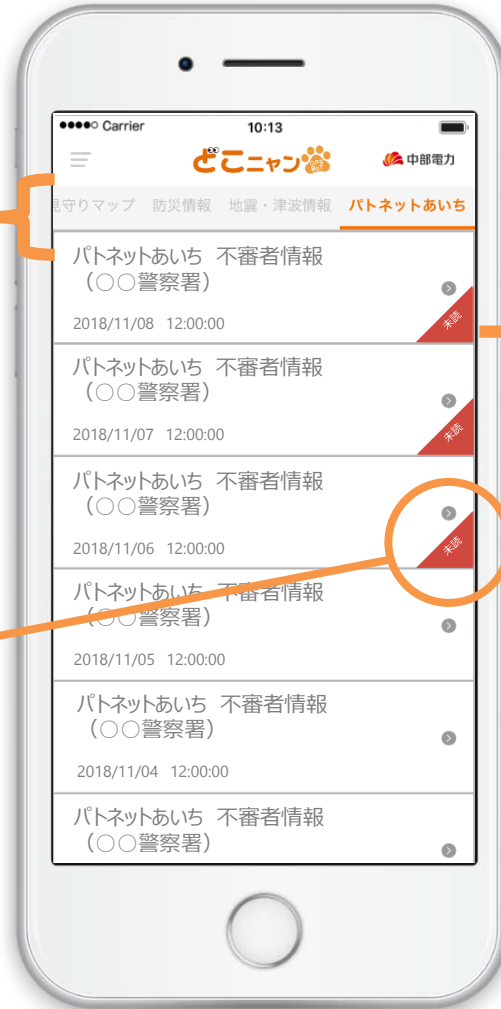 Carrier 10:13
どこニャン GPS BoT 中部電力
見守りマップ 防災情報 地震・津波情報 パトネットあいち
パトネットあいち 不審者情報
（○○警察署）
2018/11/08 12:00:00
未読
パトネットあいち 不審者情報
（○○警察署）
2018/11/07 12:00:00
未読
パトネットあいち 不審者情報
（○○警察署）
2018/11/06 12:00:00
未読
パトネットあいち 不審者情報
（○○警察署）
2018/11/05 12:00:00
パトネットあいち 不審者情報
（○○警察署）
2018/11/04 12:00:00
パトネットあいち 不審者情報
（○○警察署）